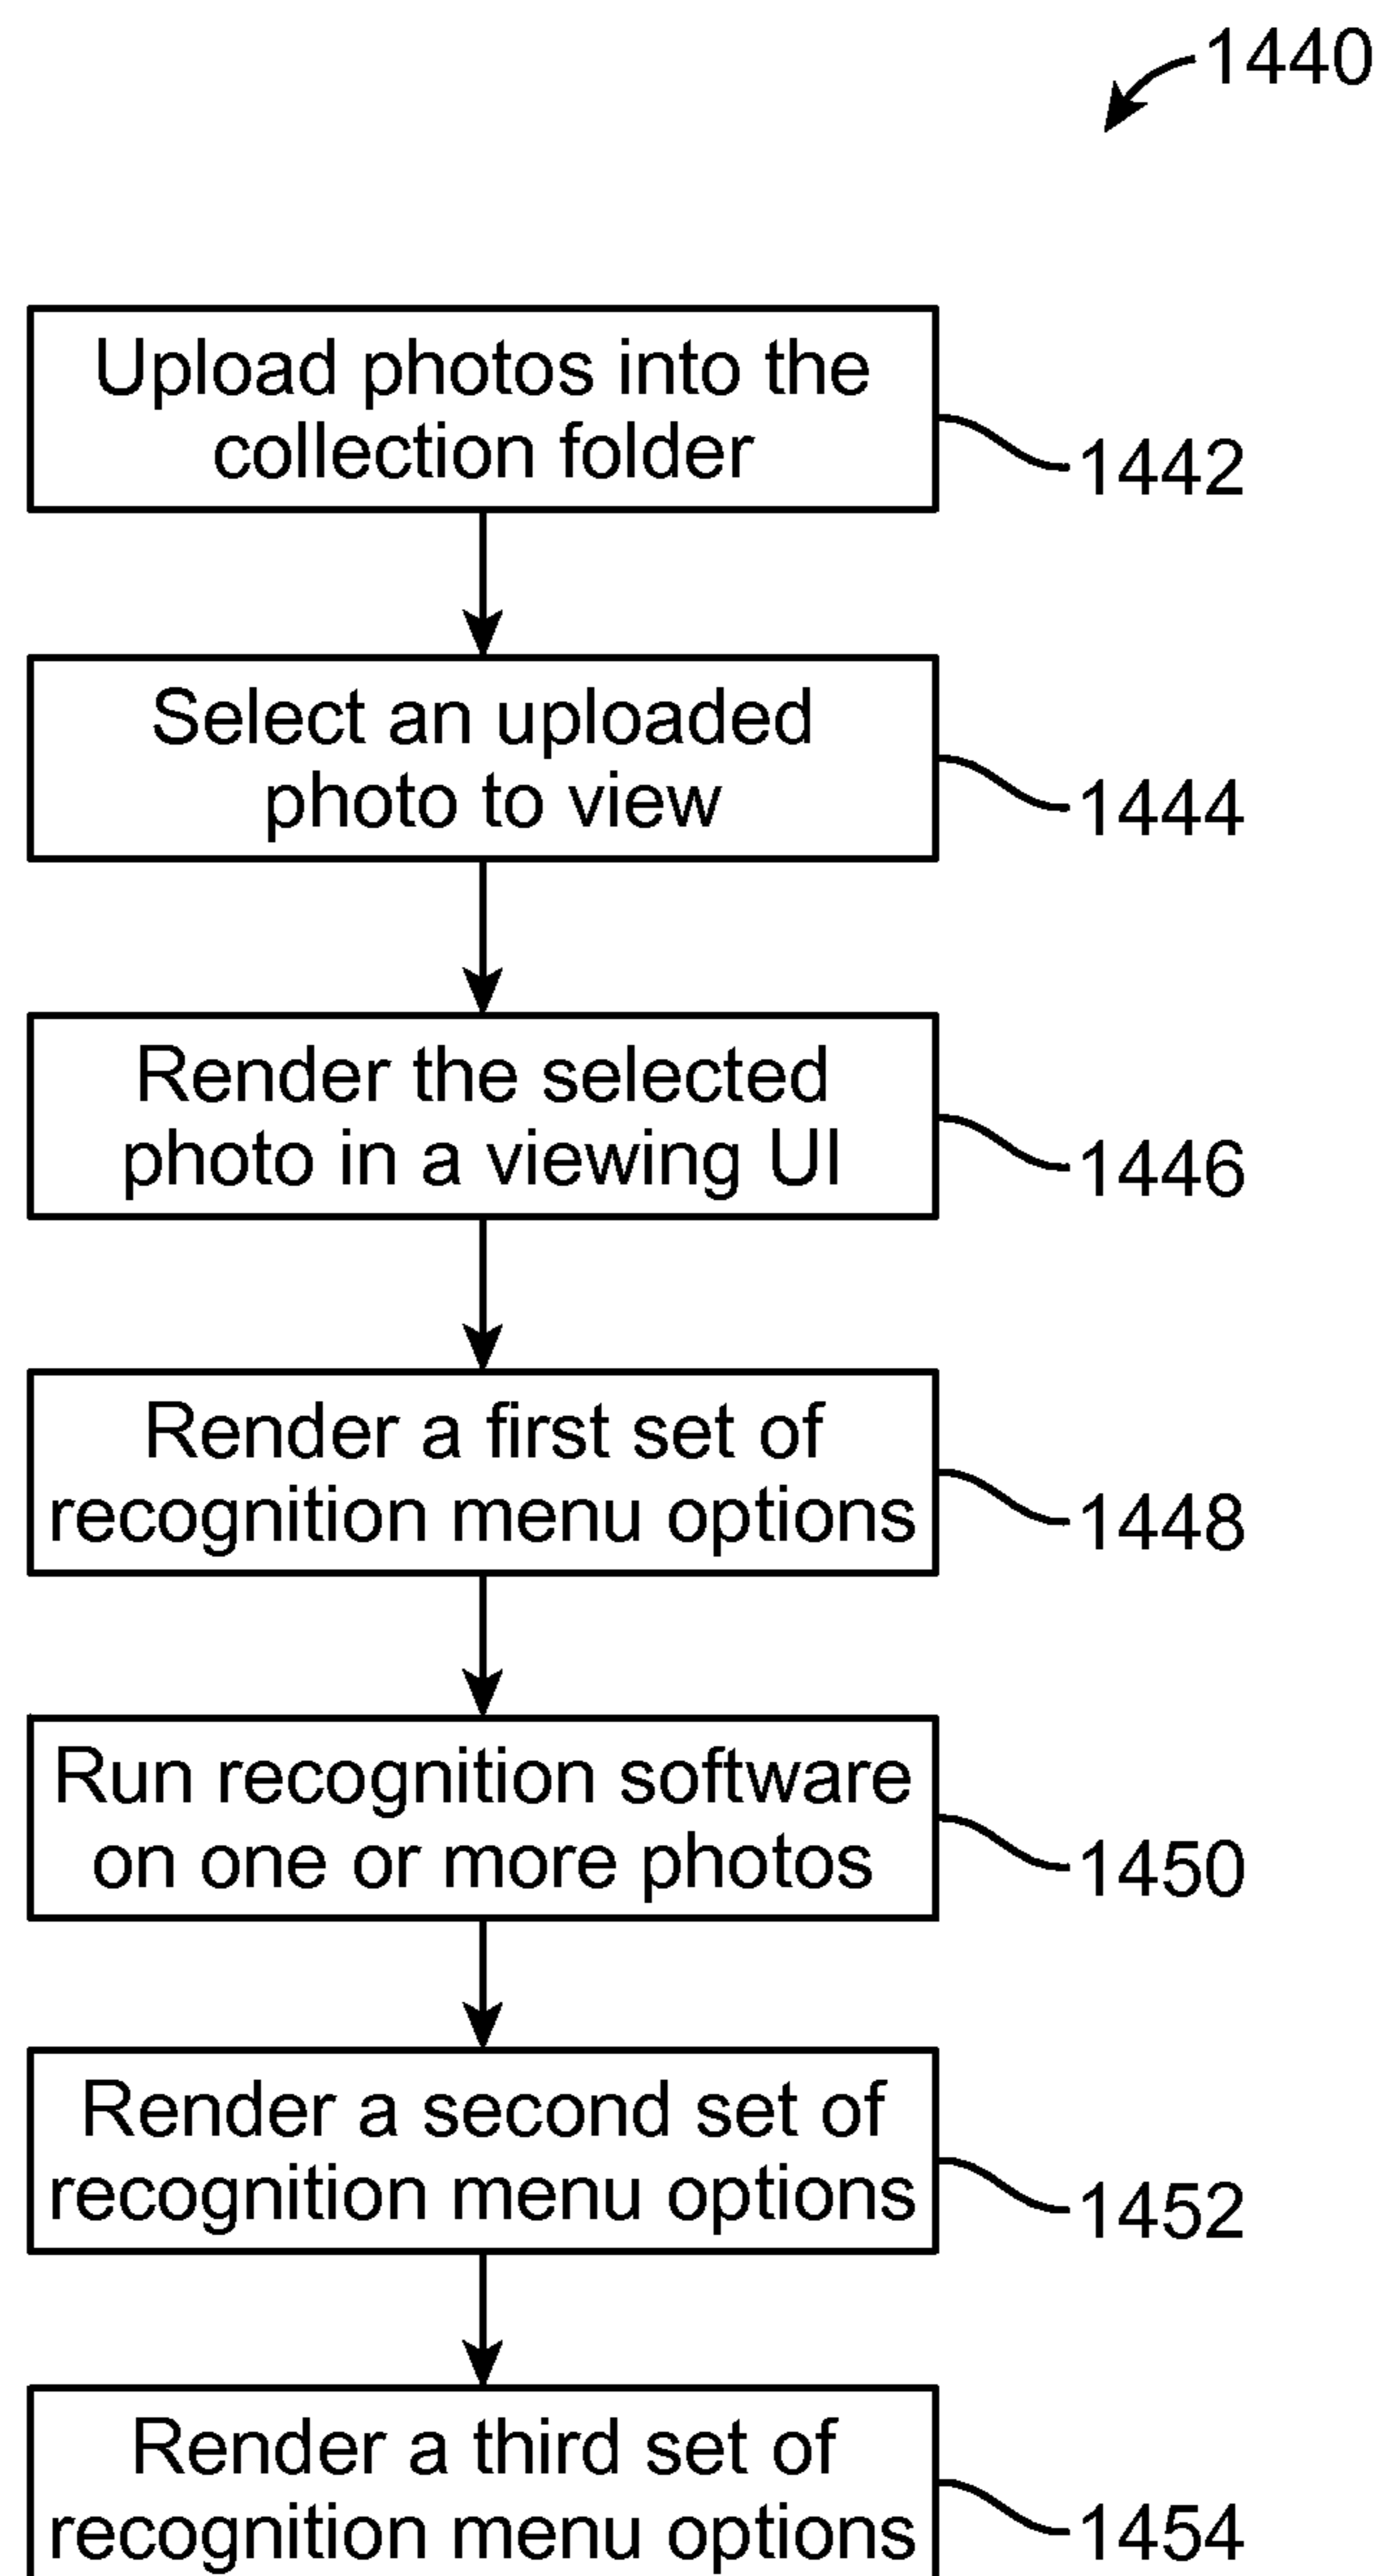 1440
Upload photos into the
collection folder
1442
Select an uploaded
photo to view
1444
Render the selected
photo in a viewing UI
1446
Render a first set of
recognition menu options
1448
Run recognition software
on one or more photos
1450
Render a second set of
recognition menu options
1452
Render a third set of
recognition menu options
1454